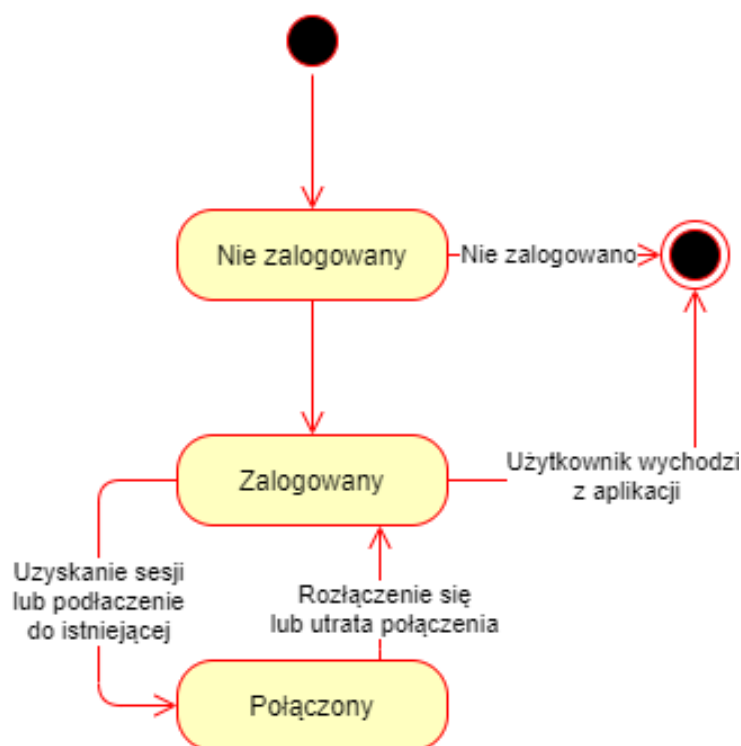 Nie zalogowany
Nie zalogowano
Zalogowany
Użytkownik wychodzi
z aplikacji
Uzyskanie sesji
lub podłaczenie
do istniejącej
Rozłączenie się
lub utrata połączenia
Połączony